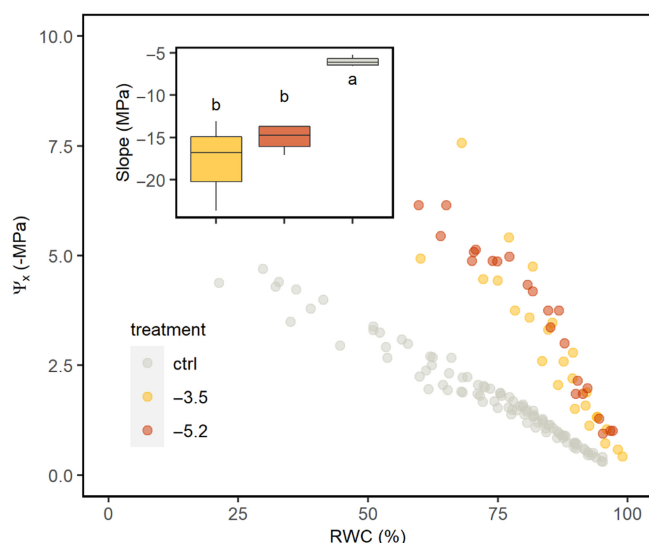 10.0
7.5
5.0
2.5
0.0
Ψx (-MPa)
−5
−10
−15
−20
Slope (MPa)
b
b
a
treatment
ctrl
−3.5
−5.2
0
25
50
75
100
RWC (%)